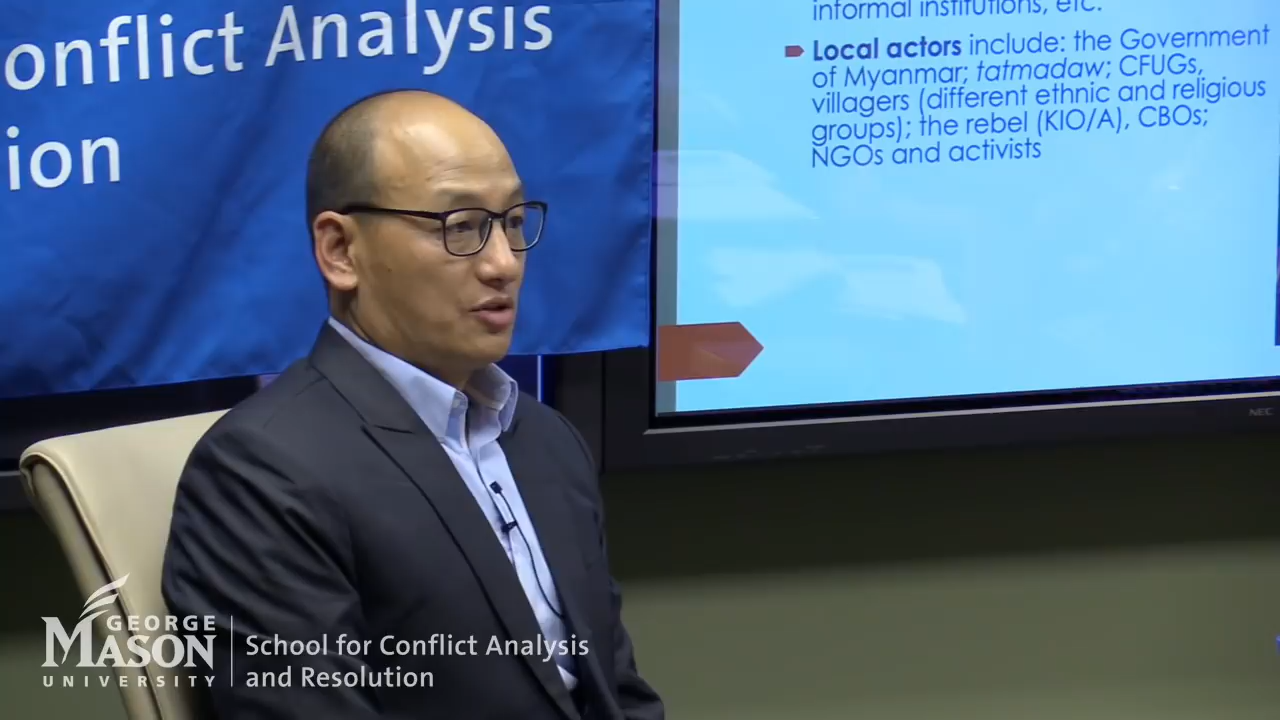 onflict Analysis
ion
informal institutions, etc.
Local actors include: the Government
of Myanmar; tatmadaw; CFUGs,
villagers (different ethnic and religious
groups); the rebel (KIO/A), CBOs;
NGOs and activists
NEC
GEORGE
MASON
UNIVERSITY
School for Conflict Analysis
and Resolution